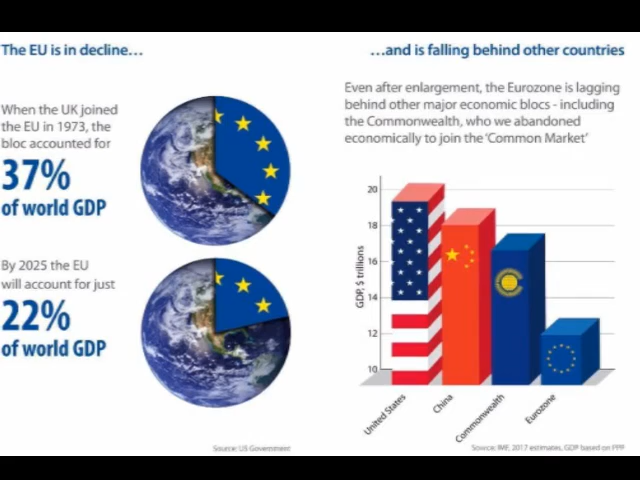 The EU is in decline...
...and is falling behind other countries
When the UK joined
the EU in 1973, the
bloc accounted for
37%
of world GDP
By 2025 the EU
will account for just
22%
of world GDP
Source: US Government
Even after enlargement, the Eurozone is lagging
behind other major economic blocs - including
the Commonwealth, who we abandoned
economically to join the 'Common Market'
GDP, $ trillions
20
18
16
14
12
10
United States
China
Commonwealth
Eurozone
Source: IMF, 2017 estimates, GDP based on PPP